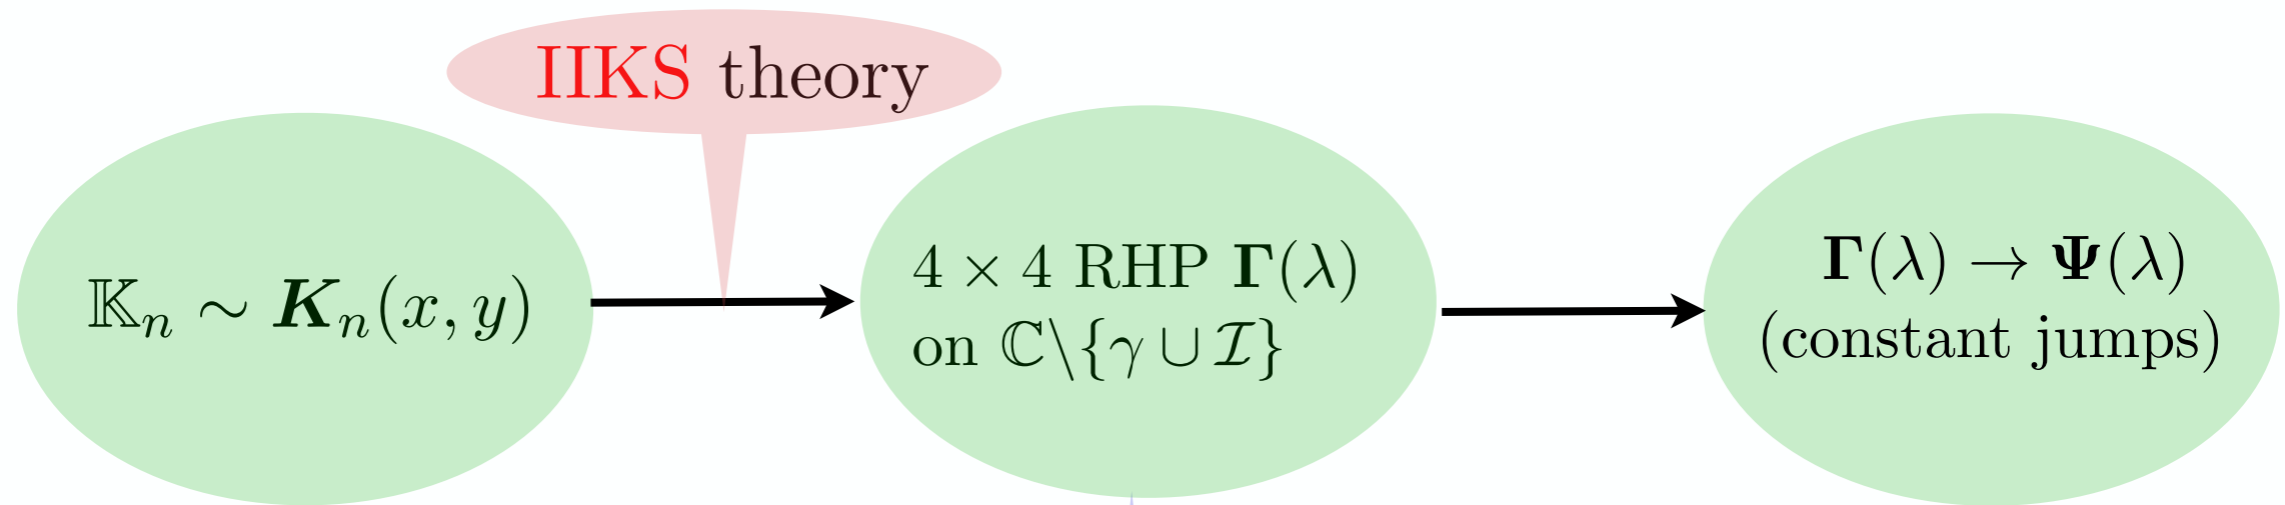 IIKS theory
𝕂ₙ ∼ 𝑲ₙ(x, y)
4 × 4 RHP 𝚪(λ)
on ℂ\{γ ∪ ℐ}
𝚪(λ) → 𝚿(λ)
(constant jumps)